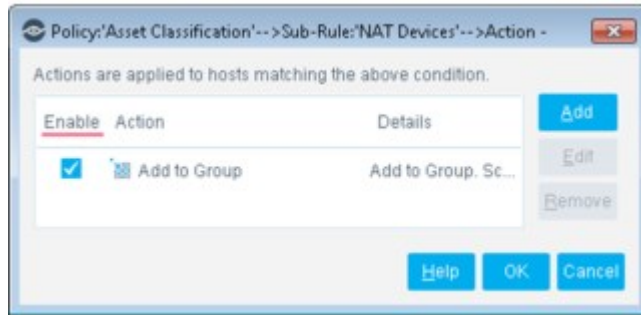 Policy:'Asset Classification'-->Sub-Rule:'NAT Devices'-->Action -
Actions are applied to hosts matching the above condition.
Enable Action Details
Add to Group Add to Group. Sc...
Add
Edit
Remove
Help OK Cancel